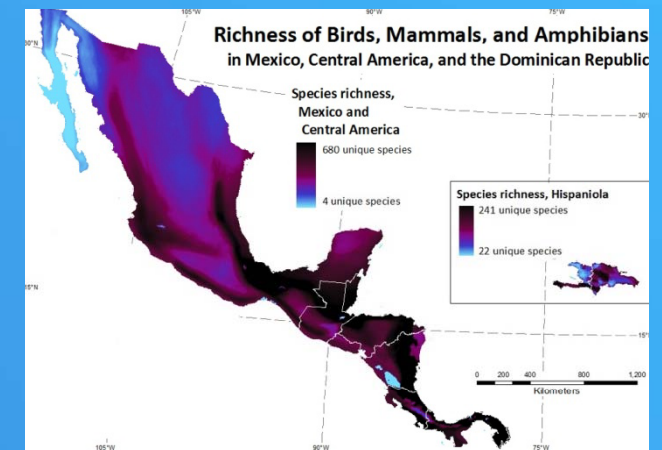 105°W
90°W
75°W
Richness of Birds, Mammals, and Amphibians
in Mexico, Central America, and the Dominican Republic
30°N
30°
Species richness,
Mexico and
Central America
680 unique species
4 unique species
Species richness, Hispaniola
241 unique species
22 unique species
15°N
15°
0 200 400 800 1,200
Kilometers
105°W
90°W
75°W